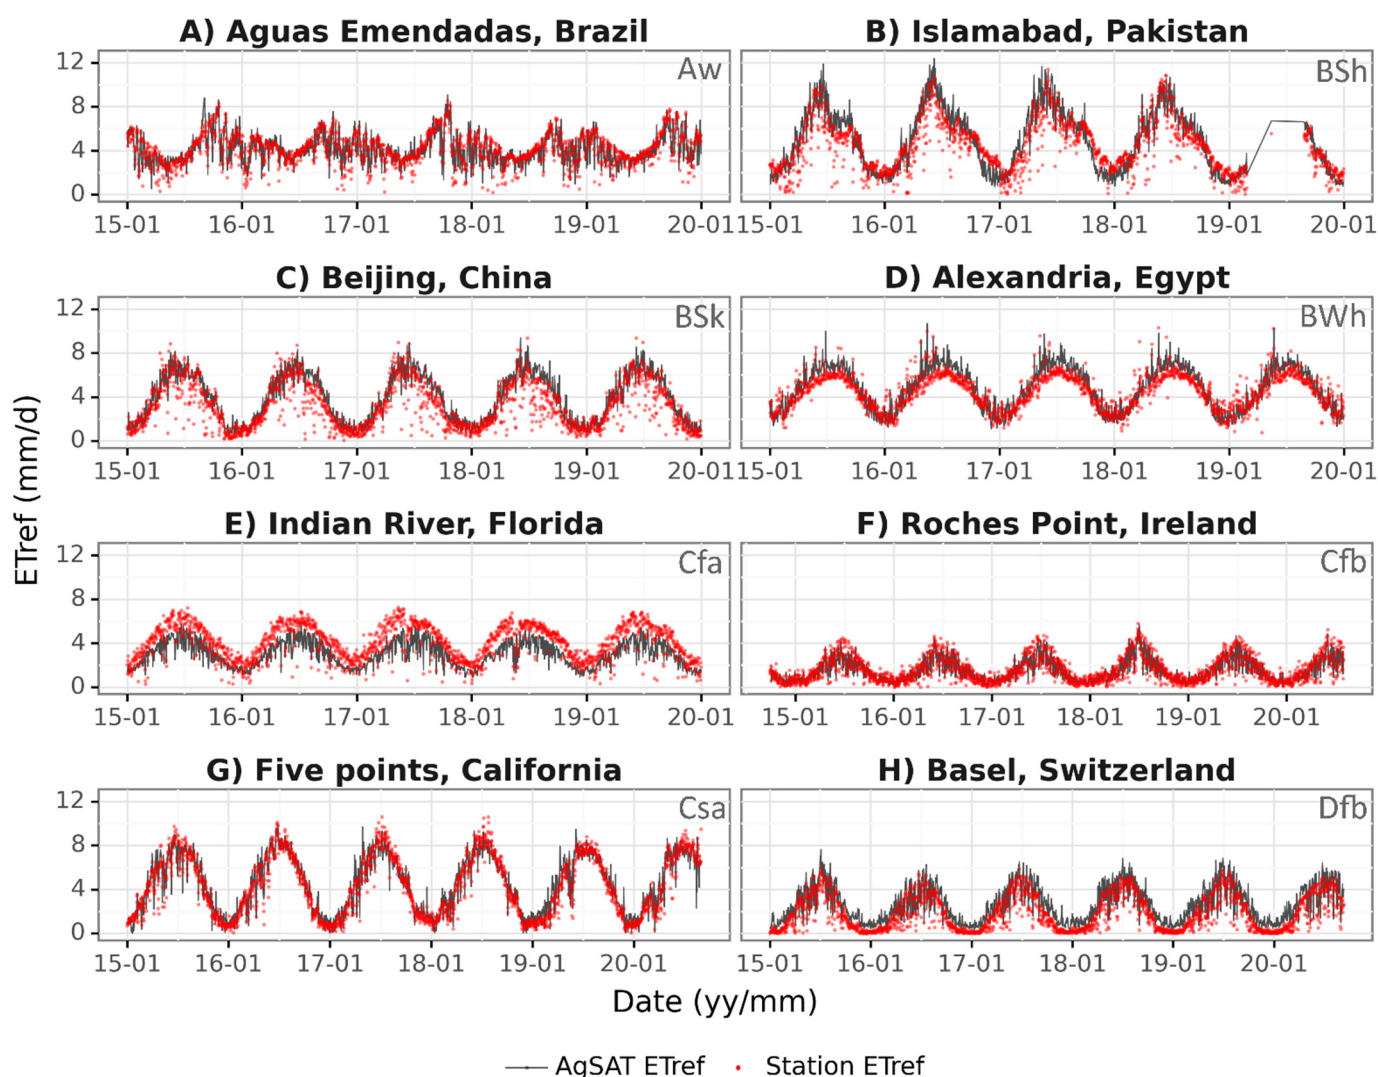 A) Aguas Emendadas, Brazil
B) Islamabad, Pakistan
12
8
4
0
Aw
BSh
15-01 16-01 17-01 18-01 19-01 20-01
15-01 16-01 17-01 18-01 19-01 20-01
C) Beijing, China
D) Alexandria, Egypt
12
8
4
0
BSk
BWh
15-01 16-01 17-01 18-01 19-01 20-01
15-01 16-01 17-01 18-01 19-01 20-01
ETref (mm/d)
E) Indian River, Florida
F) Roches Point, Ireland
12
8
4
0
Cfa
Cfb
15-01 16-01 17-01 18-01 19-01 20-01
15-01 16-01 17-01 18-01 19-01 20-01
G) Five points, California
H) Basel, Switzerland
12
8
4
0
Csa
Dfb
15-01 16-01 17-01 18-01 19-01 20-01
15-01 16-01 17-01 18-01 19-01 20-01
Date (yy/mm)
AgSAT ETref Station ETref